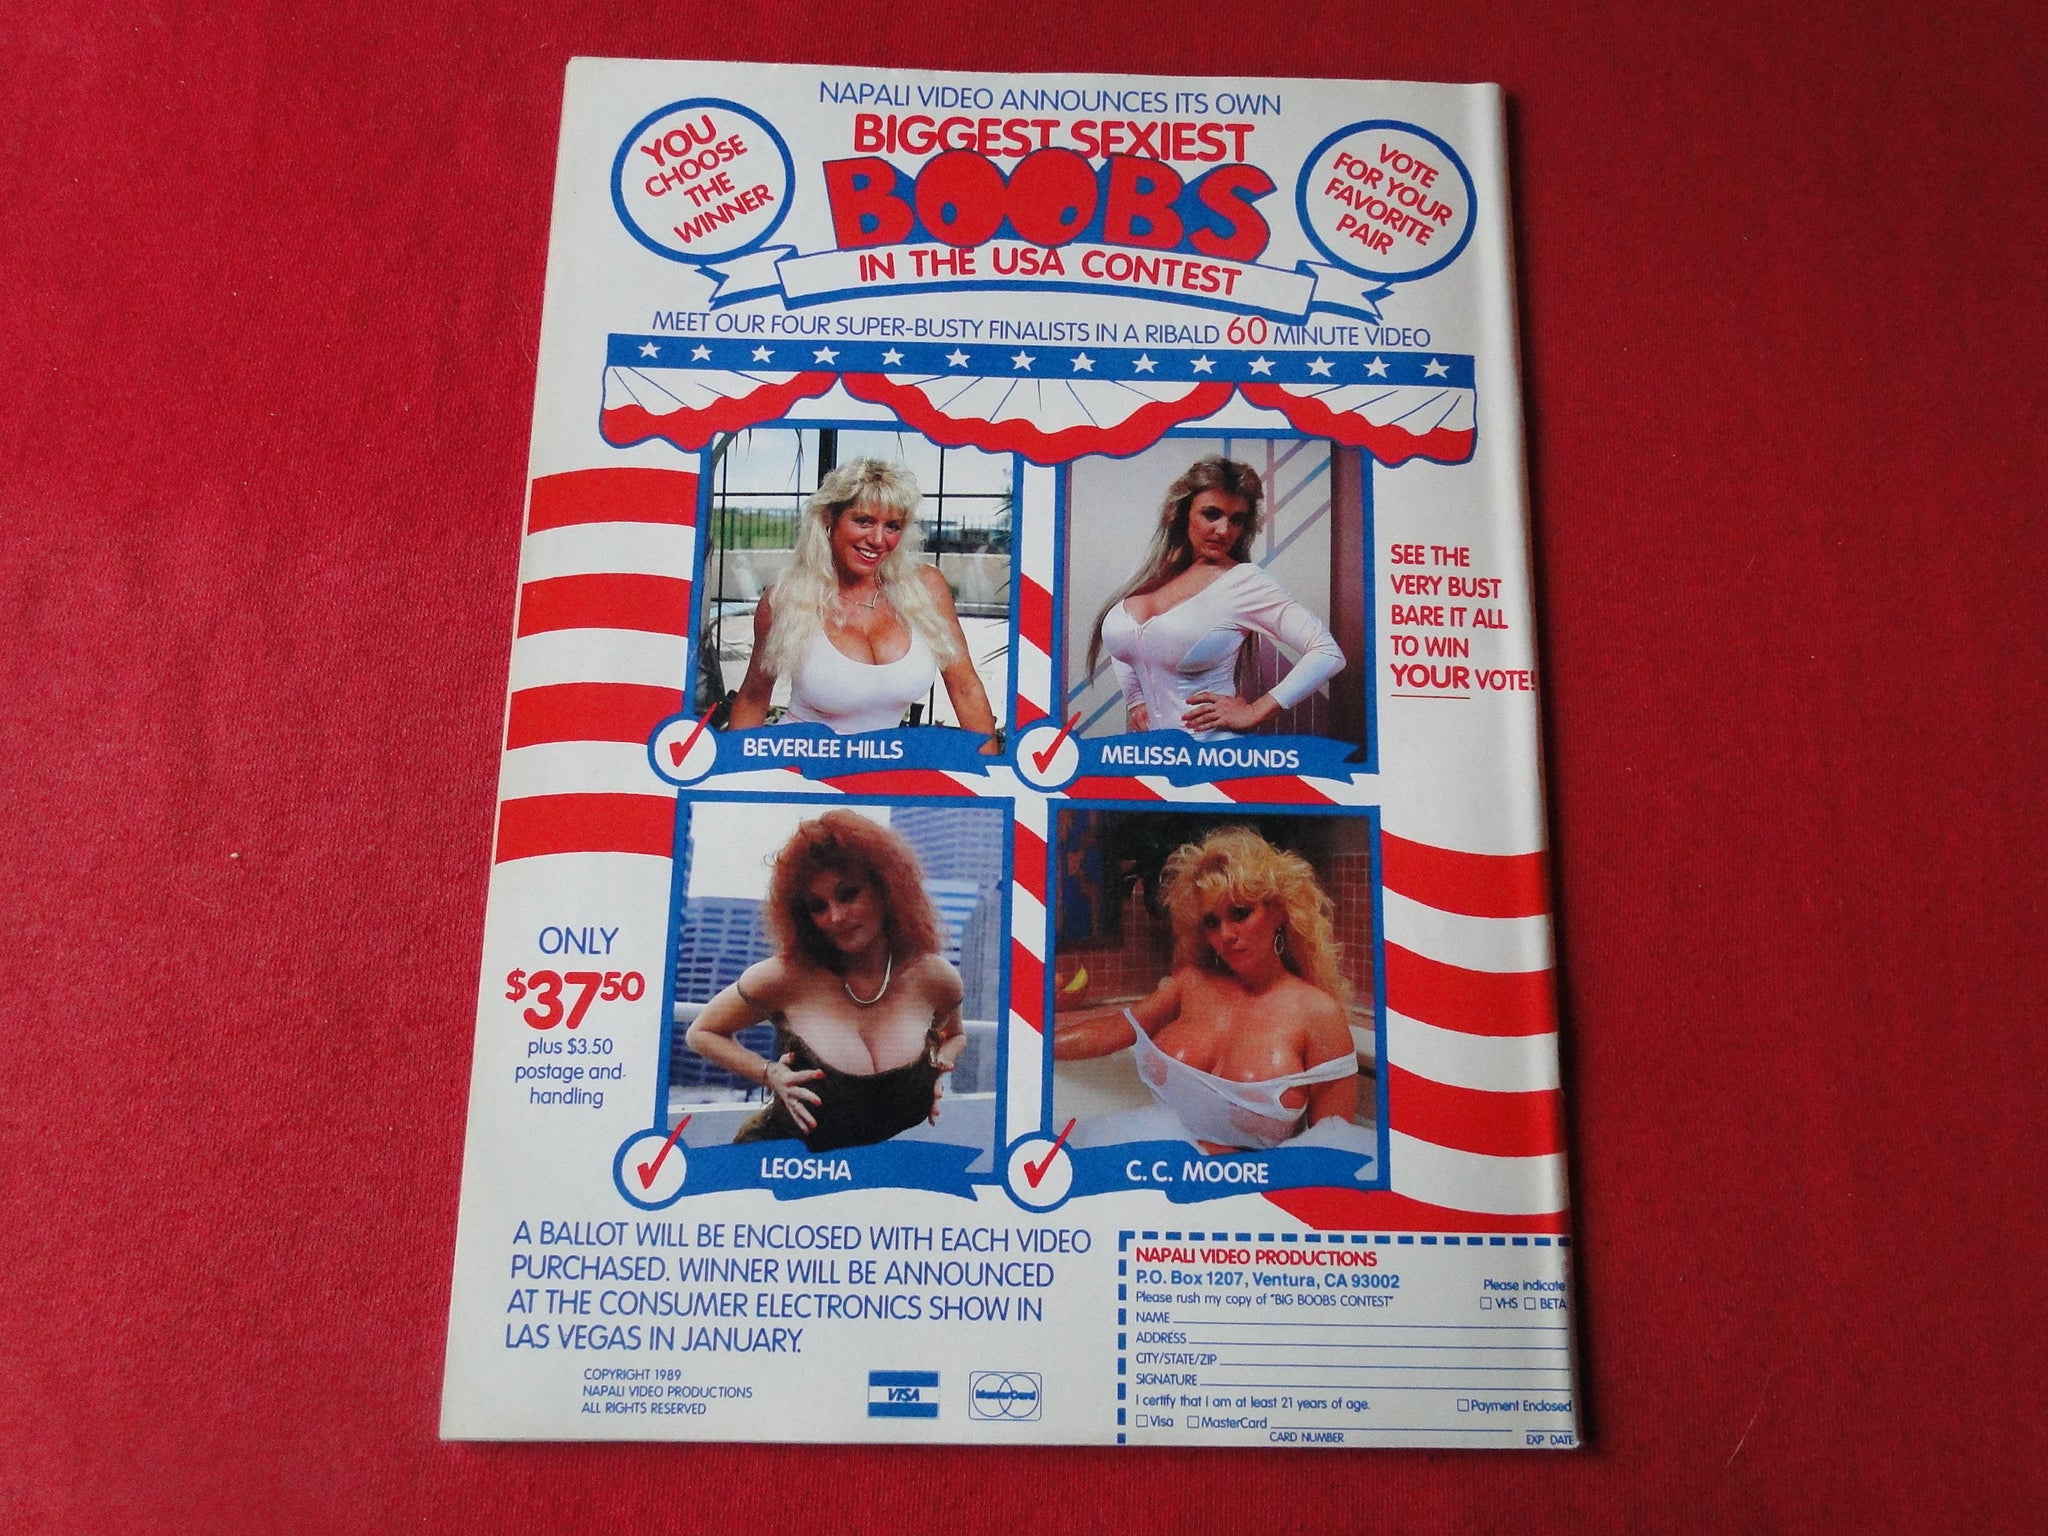 NAPALI VIDEO ANNOUNCES ITS OWN
BIGGEST SEXIEST
BOOBS
IN THE USA CONTEST
YOU
CHOOSE
THE
WINNER
VOTE
FOR YOUR
FAVORITE
PAIR
MEET OUR FOUR SUPER-BUSTY FINALISTS IN A RIBALD 60 MINUTE VIDEO
BEVERLEE HILLS
MELISSA MOUNDS
SEE THE
VERY BUST
BARE IT ALL
TO WIN
YOUR VOTE!
ONLY
$37.50
plus $3.50
postage and
handling
LEOSHA
C. C. MOORE
A BALLOT WILL BE ENCLOSED WITH EACH VIDEO
PURCHASED. WINNER WILL BE ANNOUNCED
AT THE CONSUMER ELECTRONICS SHOW IN
LAS VEGAS IN JANUARY.
COPYRIGHT 1989
NAPALI VIDEO PRODUCTIONS
ALL RIGHTS RESERVED
VISA
MasterCard
NAPALI VIDEO PRODUCTIONS
P.O. Box 1207, Ventura, CA 93002
Please rush my copy of "BIG BOOBS CONTEST"
Please indicate
VHS BETA
NAME
ADDRESS
CITY/STATE/ZIP
SIGNATURE
I certify that I am at least 21 years of age.
Payment Enclosed
Visa MasterCard
CARD NUMBER
EXP DATE